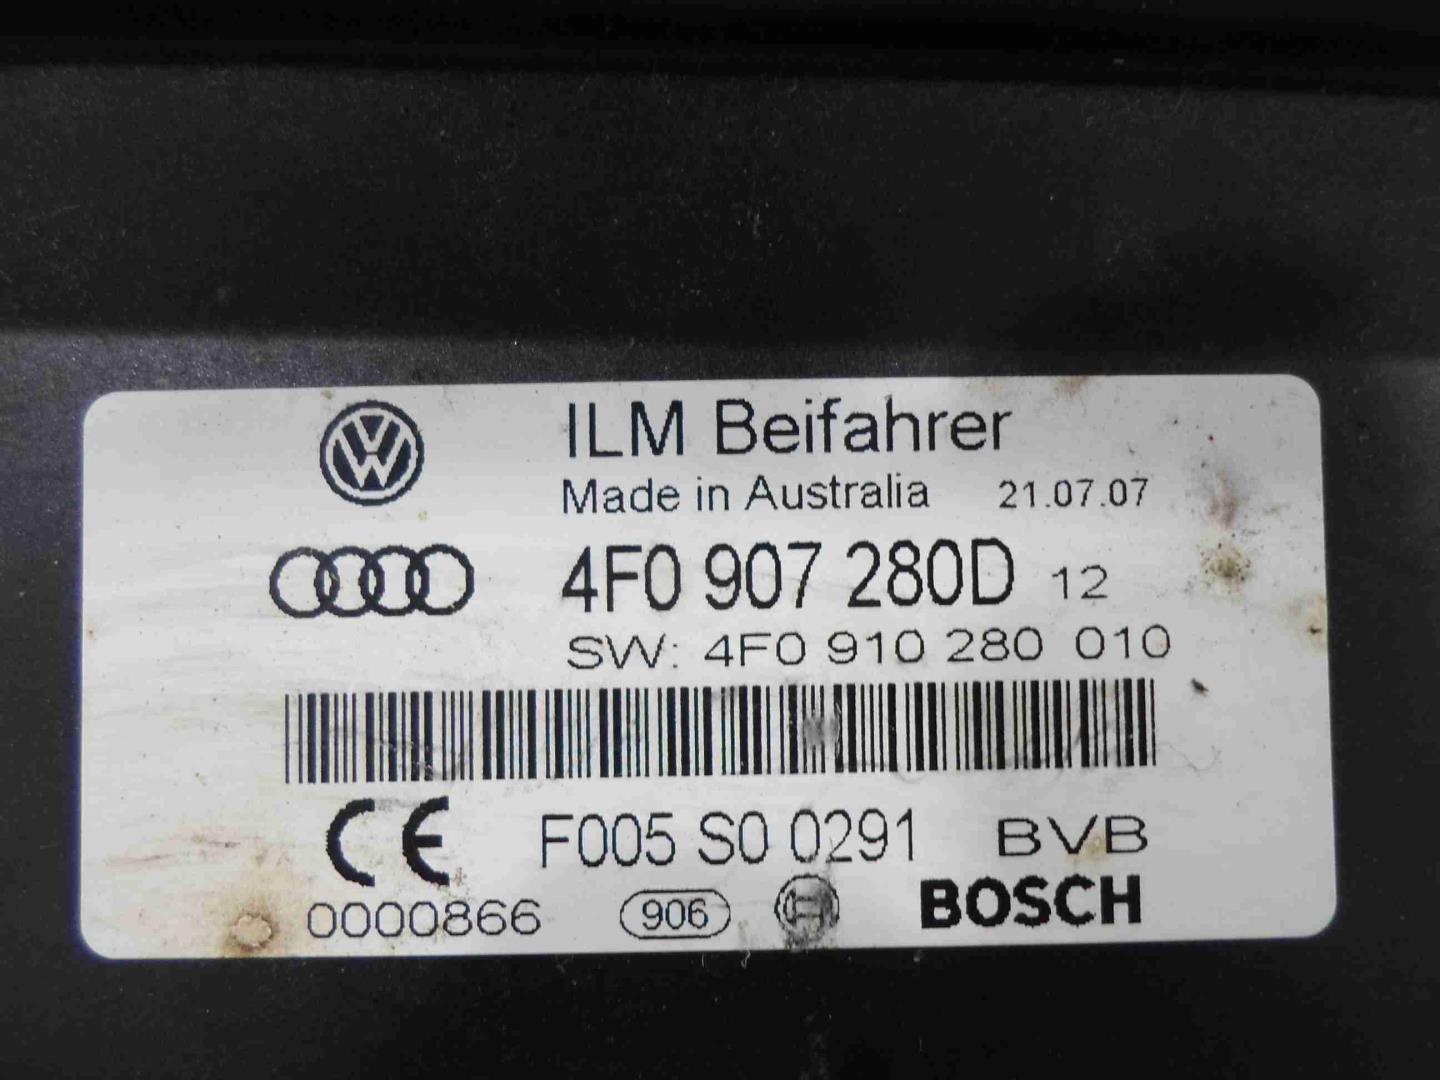 ILM Beifahrer
Made in Australia 21.07.07
4F0 907 280D 12
SW: 4F0 910 280 010
CE F005 S0 0291 BVB
0000866 906 BOSCH